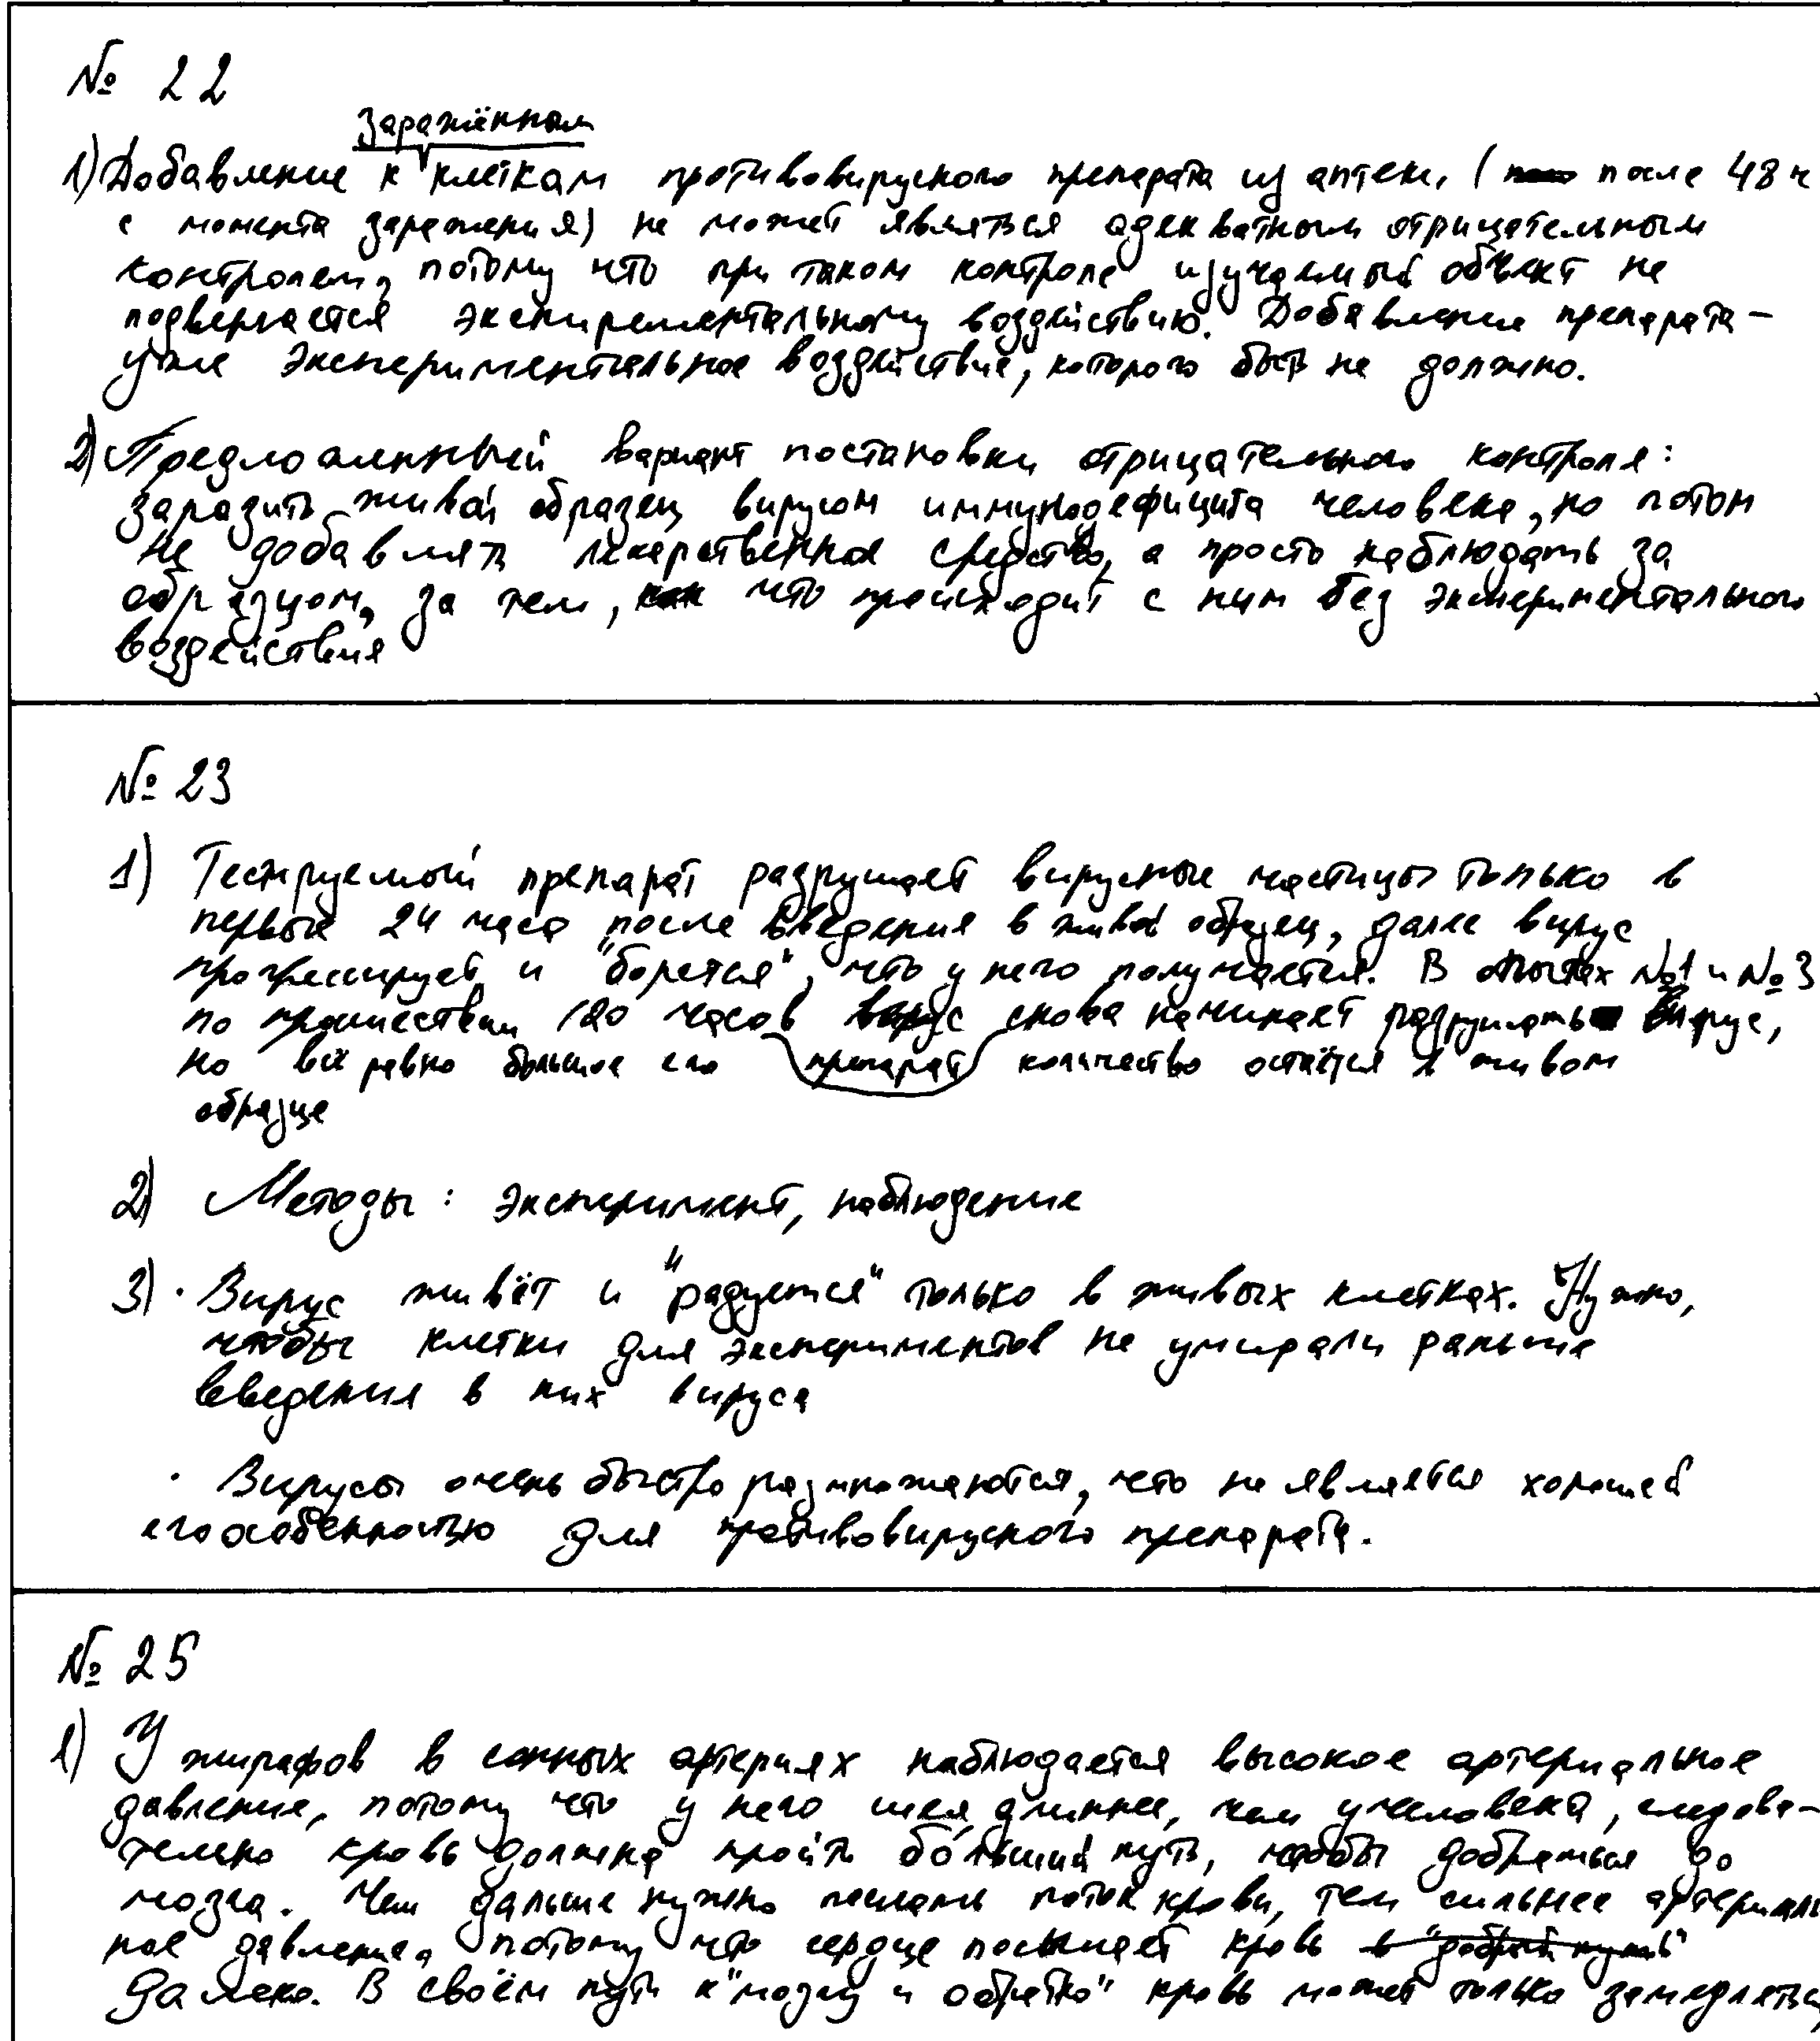 № 22
заражённым
1) Добавление к клеткам противовирусного препарата из аптеки (после 48 ч
с момента заражения) не может являться адекватным отрицательным
контролем, потому что при таком контроле изучаемый объект не
подвергается экспирементальному воздействию. Добавление препарата –
уже экспериментальное воздействие, которого быть не должно.
2) Предложенный вариант постановки отрицательного контроля:
заразить живой образец вирусом иммунодефицита человека, но потом
не добавлять лекарственное средство, а просто наблюдать за
образцом, за тем, что происходит с ним без экспериментального
воздействия
№ 23
1) Тестируемый препарат разрушает вирусные частицы только в
первые 24 часа после введения в живой образец, далее вирус
прогрессирует и "борется", что у него получается. В опытах №1 и №3
по прошествии 120 часов препарат снова начинает разрушать вирус,
но всё равно большое его количество остаётся в живом
образце
2) Методы: эксперимент, наблюдение
3) · Вирус живёт и "радуется" только в живых клетках. Нужно,
чтобы клетки для экспериментов не умирали раньше
введения в них вируса
· Вирусы очень быстро размножаются, что не является хорошей
его особенностью для противовирусного препарата.
№ 25
1) У жирафов в сонных артериях наблюдается высокое артериальное
давление, потому что у него шея длиннее, чем у человека, следова-
тельно кровь должна пройти бо́льший путь, чтобы добраться до
мозга. Чем дальше нужно послать поток крови, тем сильнее артериаль
ное давление, потому что сердце посылает кровь
далеко. В своём пути к "мозгу и обратно" кровь может только замедляться,